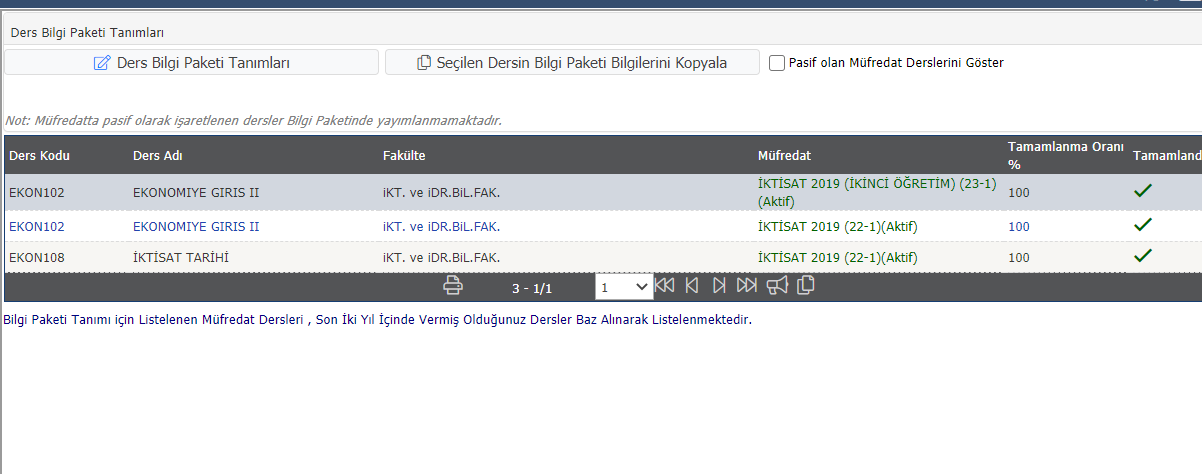 Ders Bilgi Paketi Tanımları
Ders Bilgi Paketi Tanımları Seçilen Dersin Bilgi Paketi Bilgilerini Kopyala Pasif olan Müfredat Derslerini Göster
Not: Müfredatta pasif olarak işaretlenen dersler Bilgi Paketinde yayımlanmamaktadır.
Ders Kodu Ders Adı Fakülte Müfredat Tamamlanma Oranı % Tamamland
EKON102 EKONOMIYE GIRIS II iKT. ve iDR.BiL.FAK. İKTİSAT 2019 (İKİNCİ ÖĞRETİM) (23-1)(Aktif) 100
EKON102 EKONOMIYE GIRIS II iKT. ve iDR.BiL.FAK. İKTİSAT 2019 (22-1)(Aktif) 100
EKON108 İKTİSAT TARİHİ iKT. ve iDR.BiL.FAK. İKTİSAT 2019 (22-1)(Aktif) 100
3 - 1/1 1
Bilgi Paketi Tanımı için Listelenen Müfredat Dersleri , Son İki Yıl İçinde Vermiş Olduğunuz Dersler Baz Alınarak Listelenmektedir.